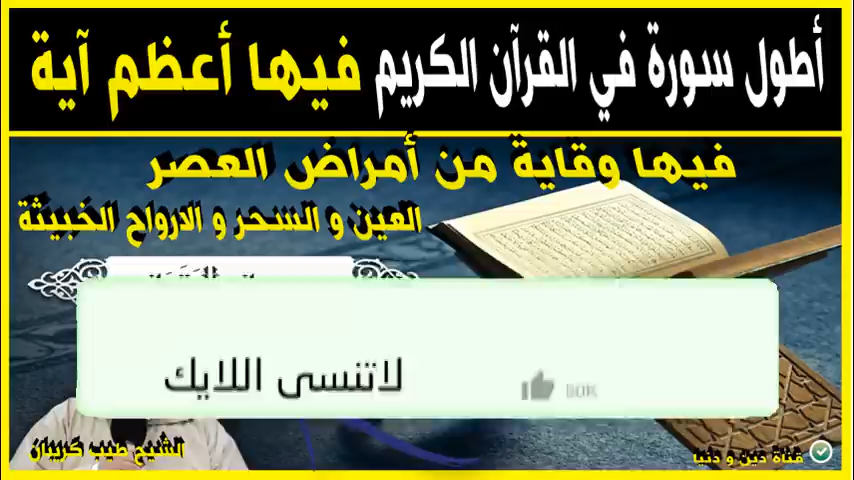 أطول سورة في القرآن الكريم فيها أعظم آية
فيها وقاية من أمراض العصر
العين و السحر و الارواح الخبيثة
لاتنسى اللايك
الشيخ طيب كريبان
قناة دين و دنيا